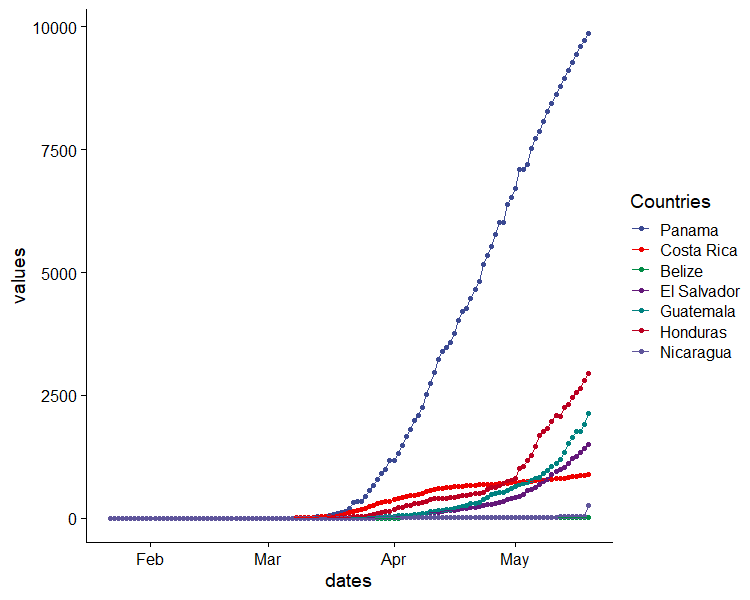 10000
7500
5000
2500
0
values
Feb
Mar
Apr
May
dates
Countries
Panama
Costa Rica
Belize
El Salvador
Guatemala
Honduras
Nicaragua